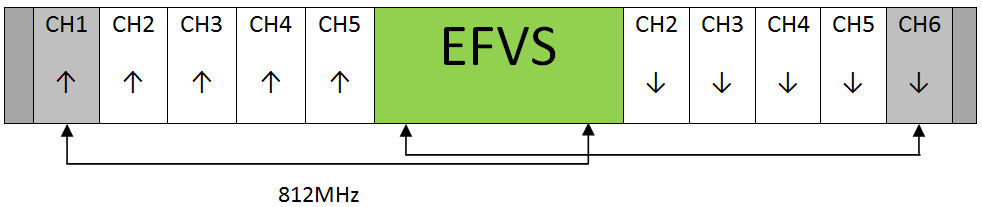 CH1 CH2 CH3 CH4 CH5 EFVS CH2 CH3 CH4 CH5 CH6
↑ ↑ ↑ ↑ ↑ ↓ ↓ ↓ ↓ ↓
812MHz